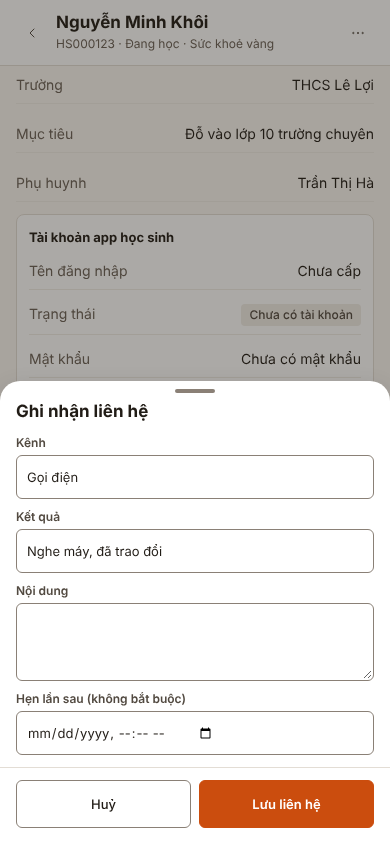 Nguyễn Minh Khôi
HS000123 · Đang học · Sức khoẻ vàng
Trường THCS Lê Lợi
Mục tiêu Đỗ vào lớp 10 trường chuyên
Phụ huynh Trần Thị Hà
Tài khoản app học sinh
Tên đăng nhập Chưa cấp
Trạng thái Chưa có tài khoản
Mật khẩu Chưa có mật khẩu
Ghi nhận liên hệ
Kênh
Gọi điện
Kết quả
Nghe máy, đã trao đổi
Nội dung
Hẹn lần sau (không bắt buộc)
mm/dd/yyyy, --:-- --
Huỷ Lưu liên hệ